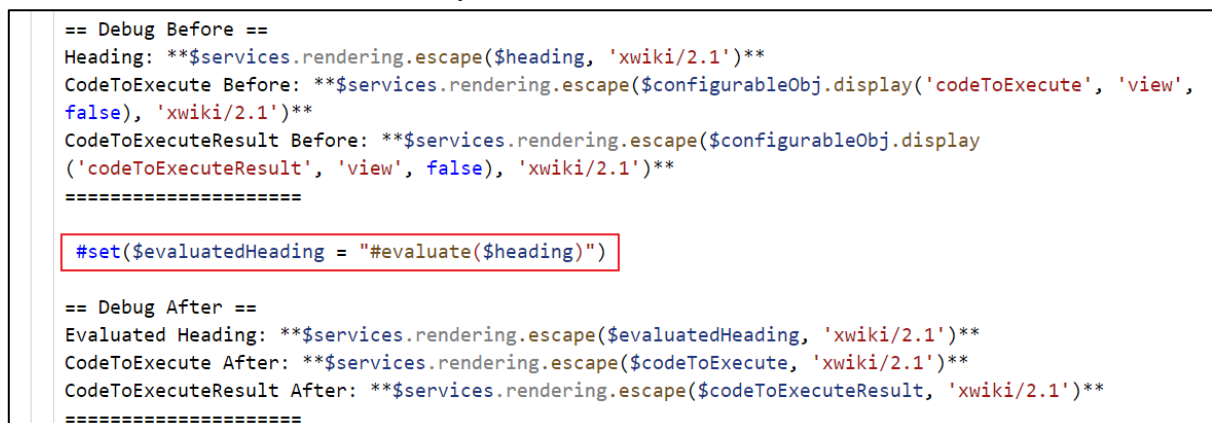 == Debug Before ==
Heading: **$services.rendering.escape($heading, 'xwiki/2.1')**
CodeToExecute Before: **$services.rendering.escape($configurableObj.display('codeToExecute', 'view',
false), 'xwiki/2.1')**
CodeToExecuteResult Before: **$services.rendering.escape($configurableObj.display
('codeToExecuteResult', 'view', false), 'xwiki/2.1')**
=====================
#set($evaluatedHeading = "#evaluate($heading)")
== Debug After ==
Evaluated Heading: **$services.rendering.escape($evaluatedHeading, 'xwiki/2.1')**
CodeToExecute After: **$services.rendering.escape($codeToExecute, 'xwiki/2.1')**
CodeToExecuteResult After: **$services.rendering.escape($codeToExecuteResult, 'xwiki/2.1')**
=====================